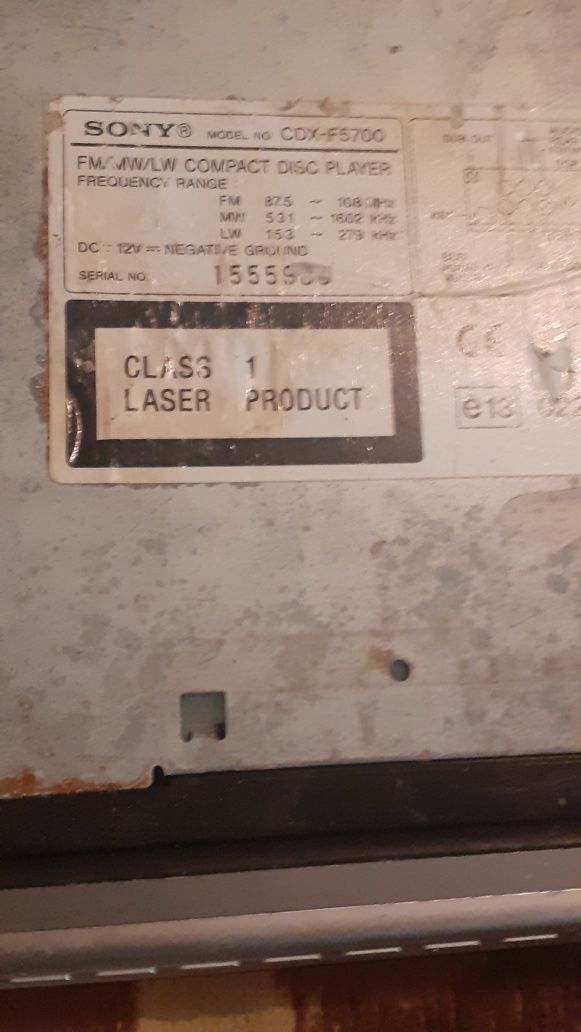 SONY® MODEL NO. CDX-F5700
FM/MW/LW COMPACT DISC PLAYER
FREQUENCY RANGE
FM 87.5 ~ 108 MHz
MW 531 ~ 1602 kHz
LW 153 ~ 279 kHz
DC 12V NEGATIVE GROUND
SERIAL NO.
CLASS 1
LASER PRODUCT
SUB OUT
CE
e13